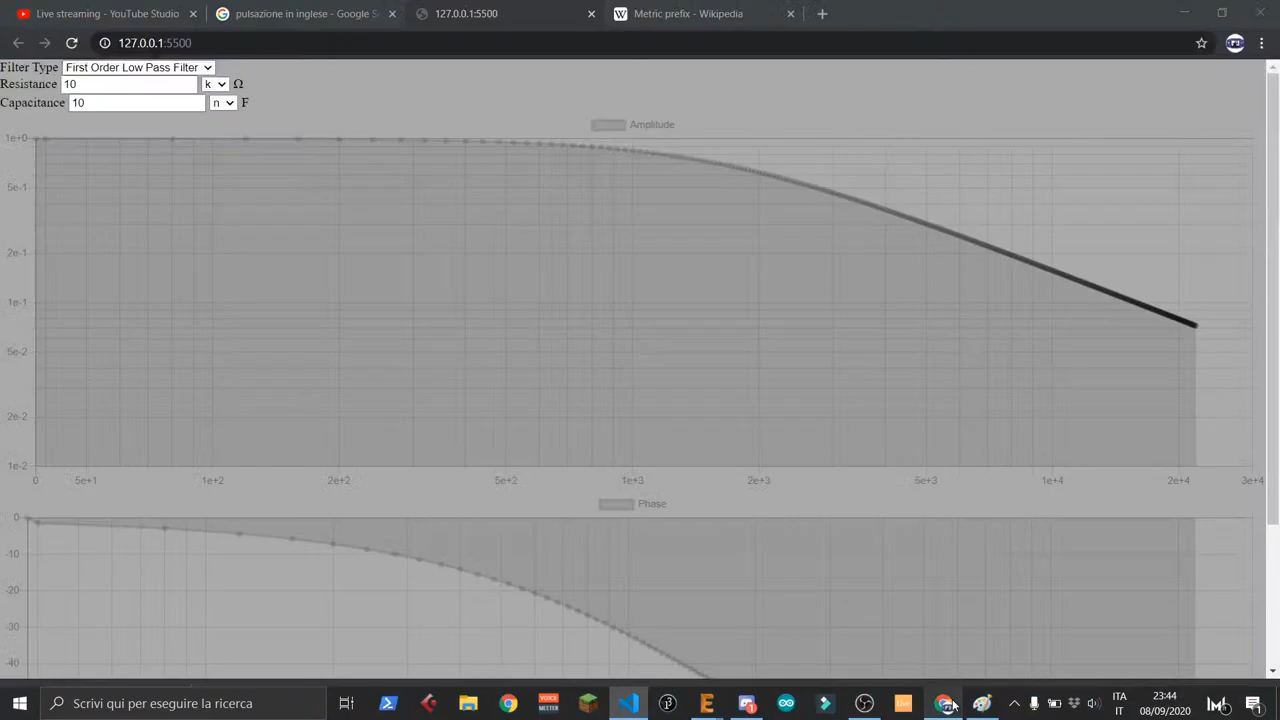 Live streaming - YouTube Studio
pulsazione in inglese - Google S
127.0.0.1:5500
Metric prefix - Wikipedia
127.0.0.1:5500
Filter Type First Order Low Pass Filter
Resistance 10 k Ω
Capacitance 10 n F
Amplitude
1e+0
5e-1
2e-1
1e-1
5e-2
2e-2
1e-2
0 5e+1 1e+2 2e+2 5e+2 1e+3 2e+3 5e+3 1e+4 2e+4 3e+4
Phase
0
-10
-20
-30
-40
Scrivi qui per eseguire la ricerca
VOICE
MEETER
Live
ITA
IT
23:44
08/09/2020